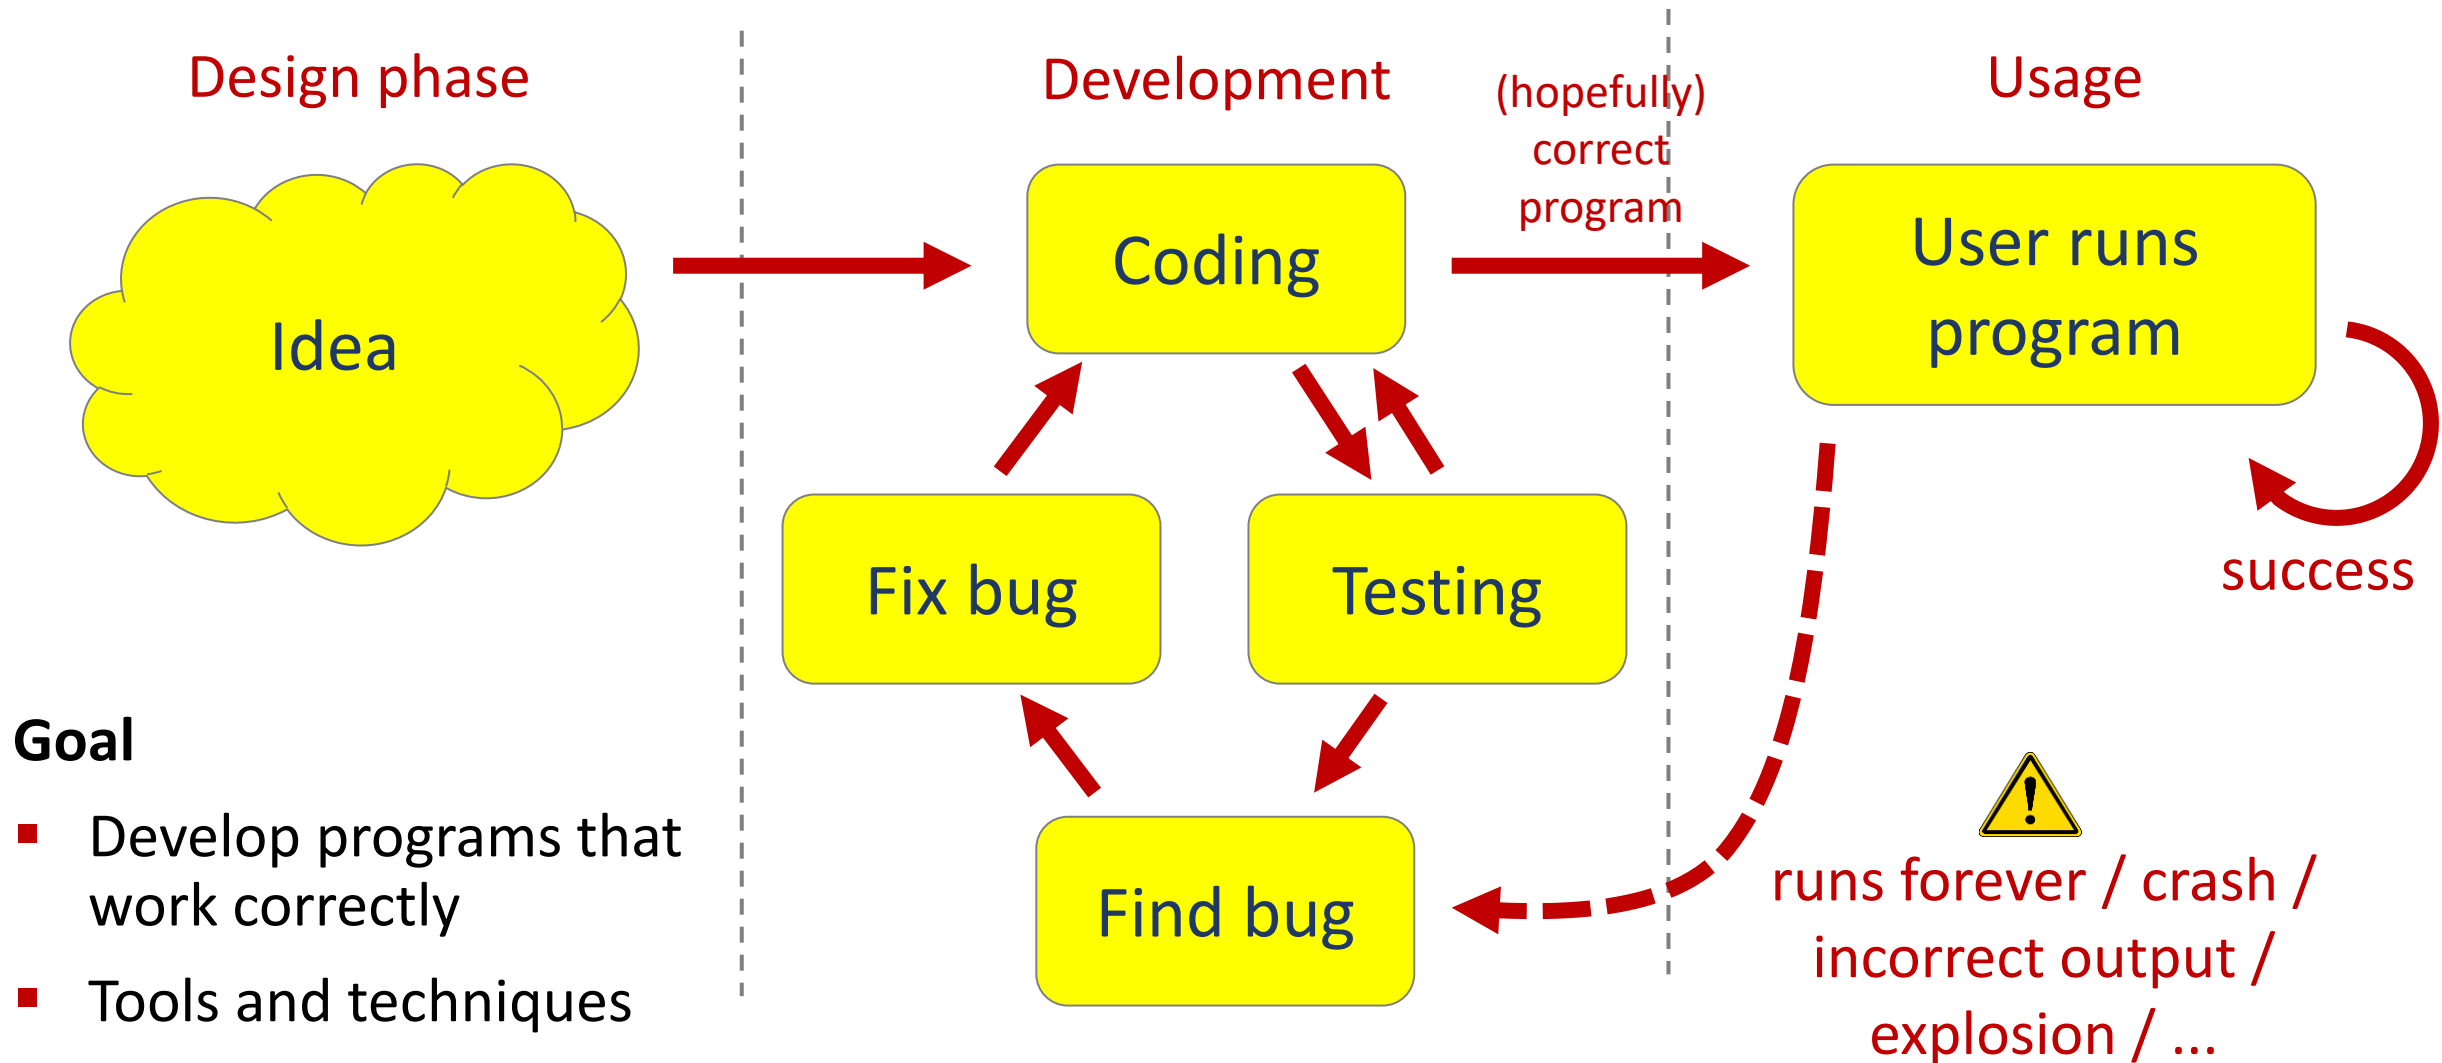 Design phase
Idea
Goal
▪ Develop programs that
work correctly
▪ Tools and techniques
Development
Coding
Fix bug
Testing
Find bug
(hopefully)
correct
program
Usage
User runs
program
success
runs forever / crash /
incorrect output /
explosion / ...